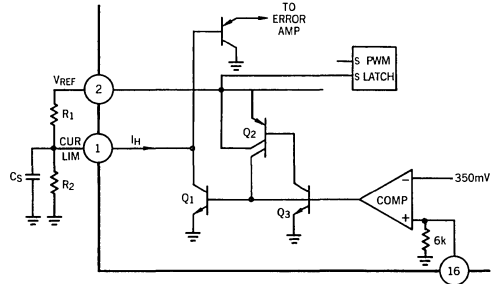 TO
ERROR
AMP
S PWM
S LATCH
VREF
2
R1
Q2
CUR
LIM
1
IH
CS
R2
Q1
Q3
COMP
−
+
350mV
6k
16